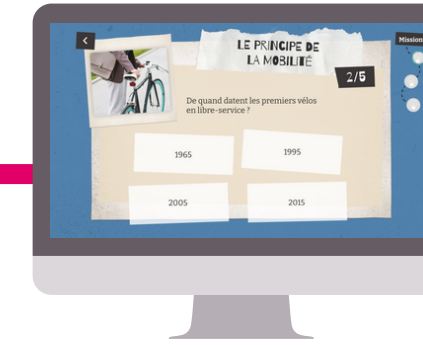 <
LE PRINCIPE DE
LA MOBILITÉ
Mission
2/5
De quand datent les premiers vélos
en libre-service ?
1965
1995
2005
2015